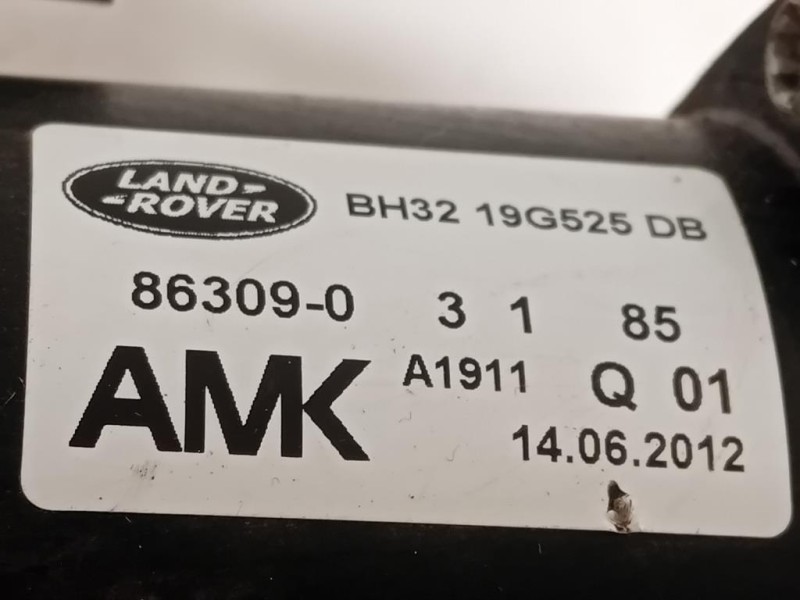 LAND ROVER
BH32 19G525 DB
86309-0 3 1 85
AMK A1911 Q 01
14.06.2012